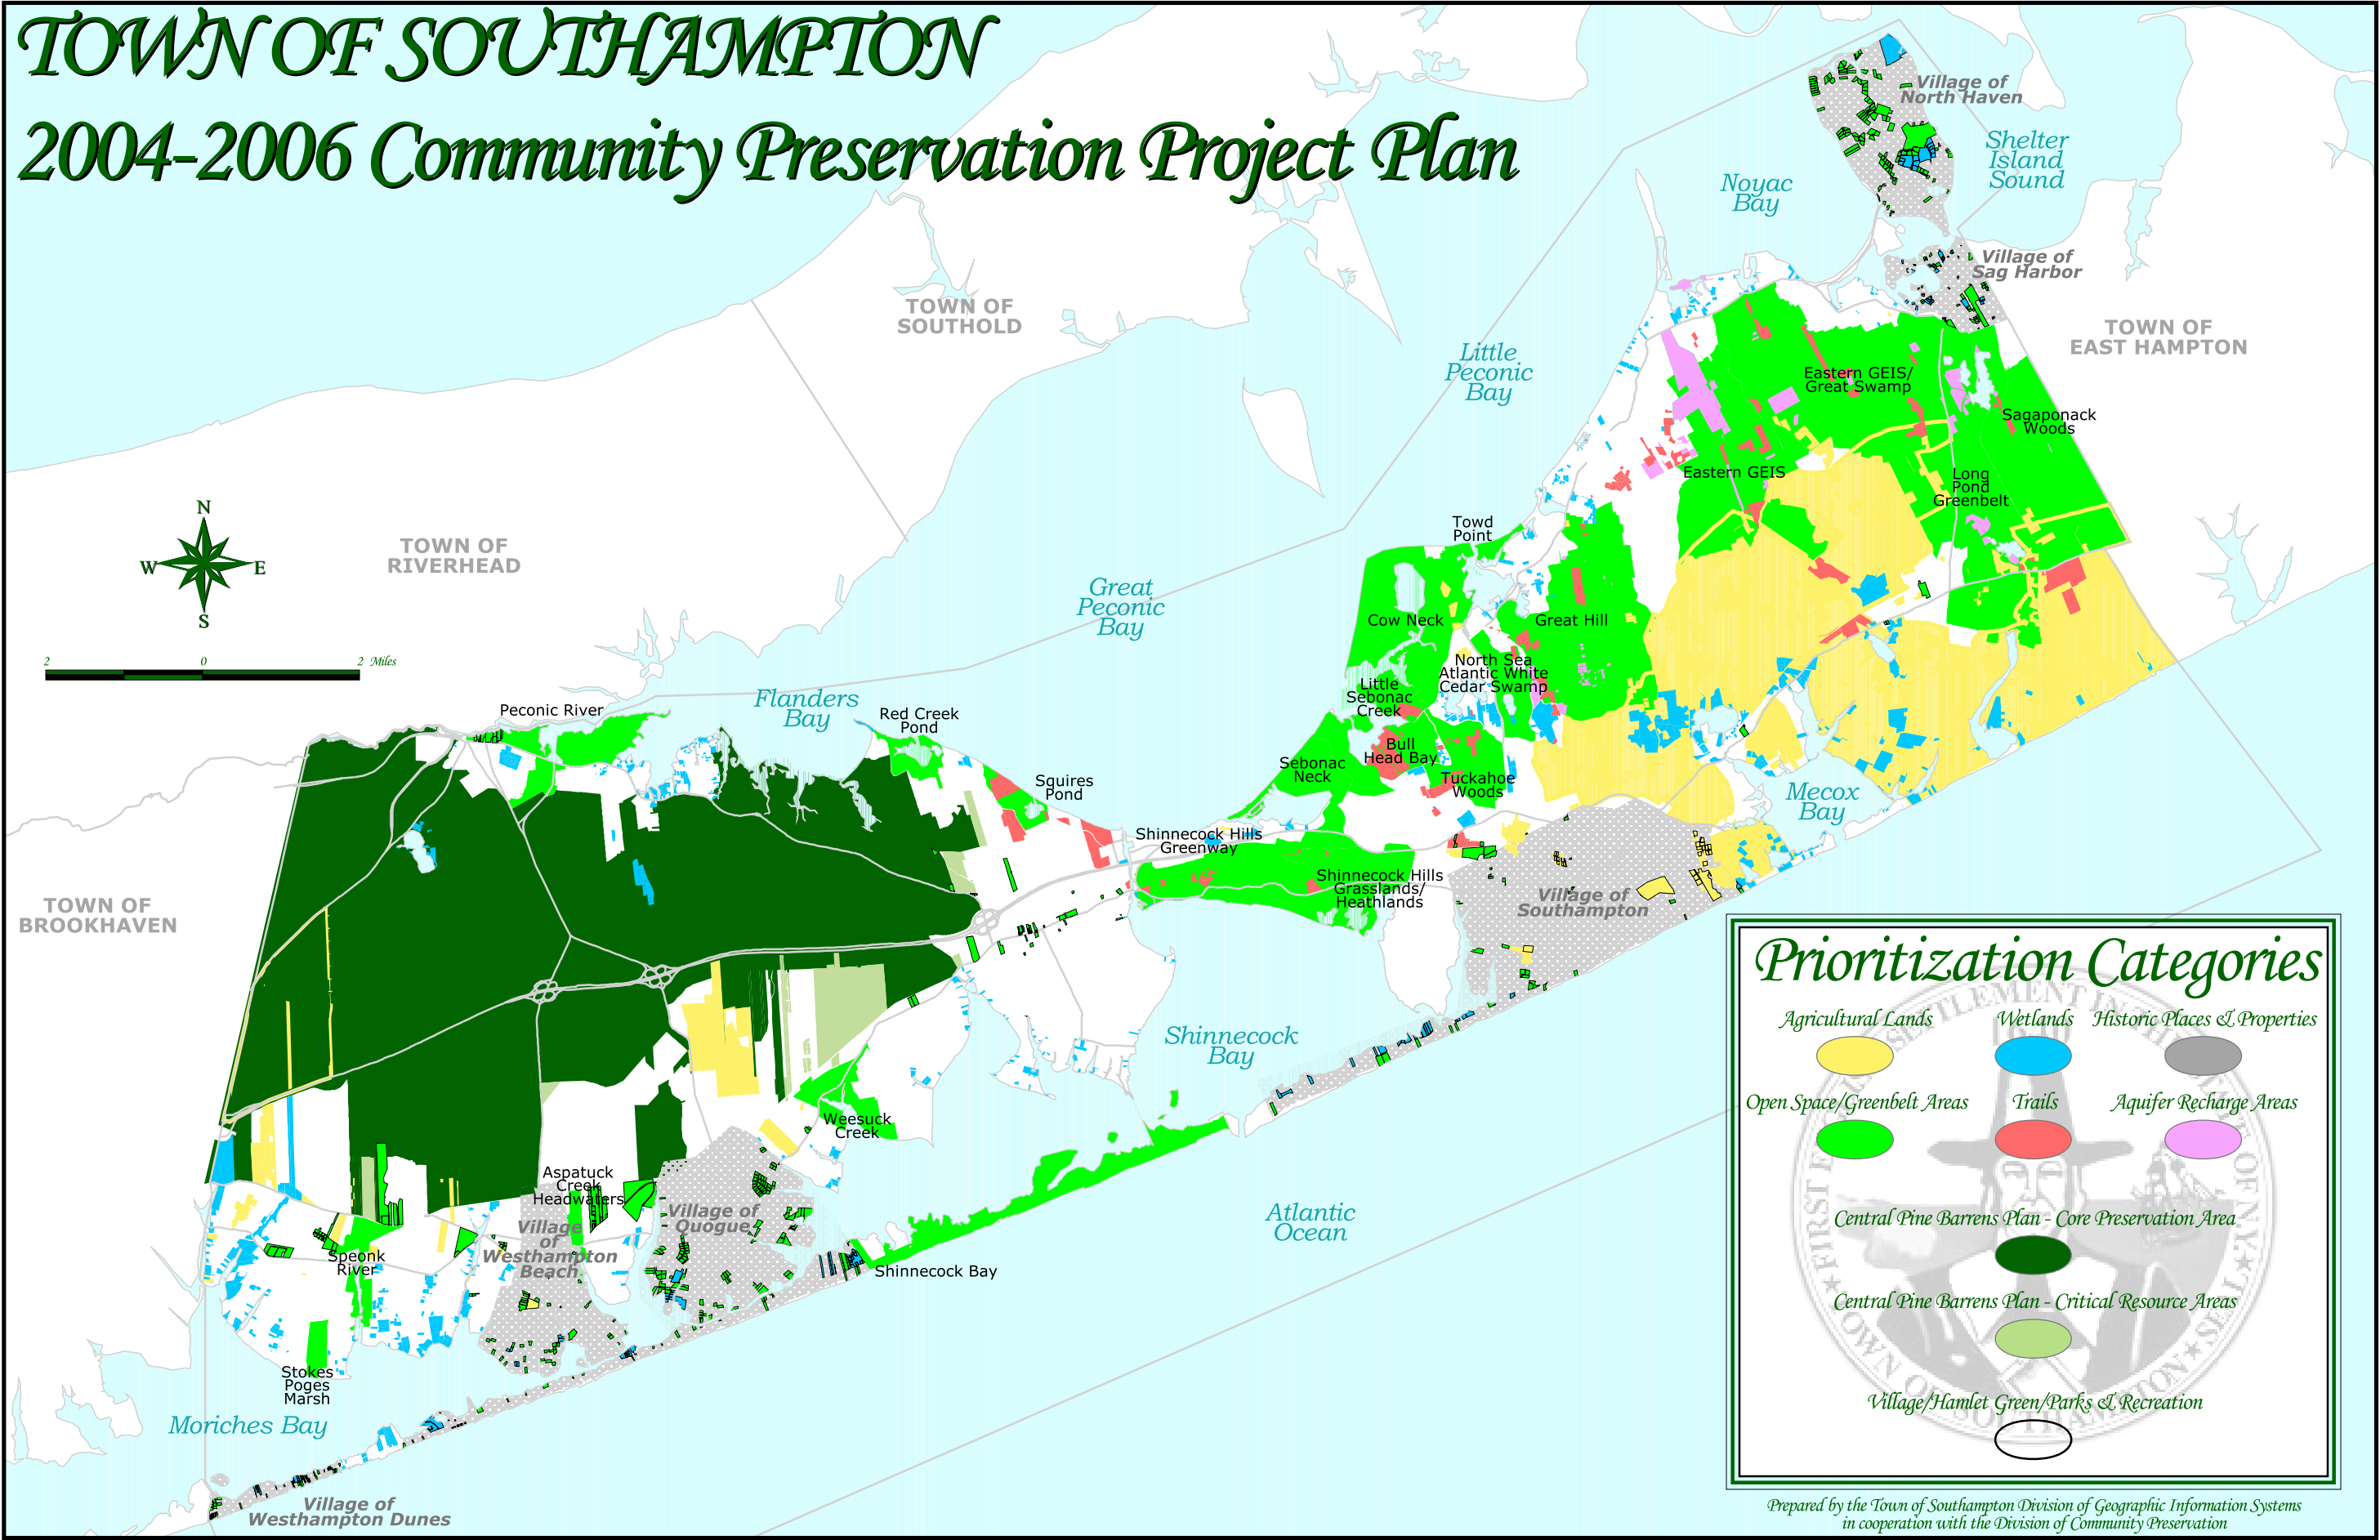 TOWN OF SOUTHAMPTON
2004-2006 Community Preservation Project Plan
Village of
North Haven
Shelter
Island
Sound
Noyac
Bay
Village of
Sag Harbor
TOWN OF
SOUTHOLD
TOWN OF
EAST HAMPTON
Little
Peconic
Bay
Eastern GEIS/
Great Swamp
Sagaponack
Woods
Eastern GEIS
Long
Pond
Greenbelt
N
W
E
S
TOWN OF
RIVERHEAD
Towd
Point
Great
Peconic
Bay
Cow Neck
Great Hill
2
0
2 Miles
North Sea
Atlantic White
Cedar Swamp
Little
Sebonac
Creek
Flanders
Bay
Peconic River
Red Creek
Pond
Bull
Head Bay
Sebonac
Neck
Tuckahoe
Woods
Squires
Pond
Mecox
Bay
Shinnecock Hills
Greenway
Shinnecock Hills
Grasslands/
Heathlands
Village of
Southampton
TOWN OF
BROOKHAVEN
Shinnecock
Bay
Weesuck
Creek
Aspatuck
Creek
Headwaters
Village
of
Westhampton
Beach
Village of
Quogue
Atlantic
Ocean
Speonk
River
Shinnecock Bay
Stokes
Poges
Marsh
Moriches Bay
Village of
Westhampton Dunes
Prioritization Categories
Agricultural Lands
Wetlands
Historic Places & Properties
Open Space/Greenbelt Areas
Trails
Aquifer Recharge Areas
Central Pine Barrens Plan - Core Preservation Area
Central Pine Barrens Plan - Critical Resource Areas
Village/Hamlet Green/Parks & Recreation
Prepared by the Town of Southampton Division of Geographic Information Systems
in cooperation with the Division of Community Preservation